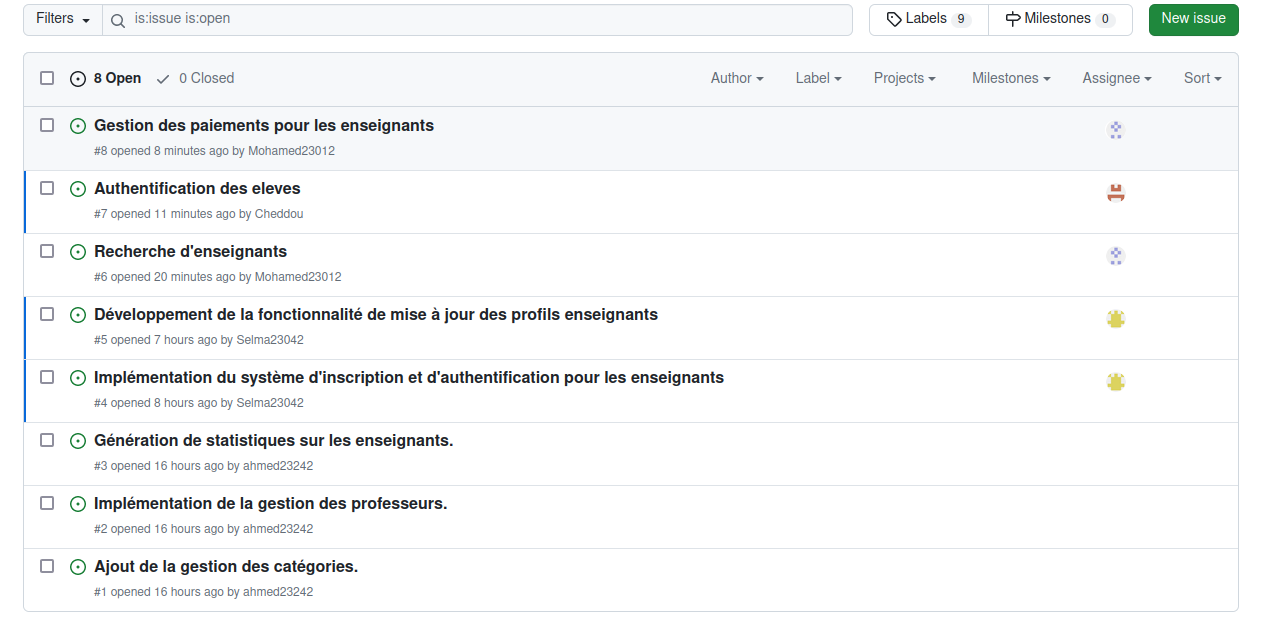 Filters is:issue is:open Labels 9 Milestones 0 New issue
8 Open 0 Closed Author Label Projects Milestones Assignee Sort
Gestion des paiements pour les enseignants
#8 opened 8 minutes ago by Mohamed23012
Authentification des eleves
#7 opened 11 minutes ago by Cheddou
Recherche d'enseignants
#6 opened 20 minutes ago by Mohamed23012
Développement de la fonctionnalité de mise à jour des profils enseignants
#5 opened 7 hours ago by Selma23042
Implémentation du système d'inscription et d'authentification pour les enseignants
#4 opened 8 hours ago by Selma23042
Génération de statistiques sur les enseignants.
#3 opened 16 hours ago by ahmed23242
Implémentation de la gestion des professeurs.
#2 opened 16 hours ago by ahmed23242
Ajout de la gestion des catégories.
#1 opened 16 hours ago by ahmed23242